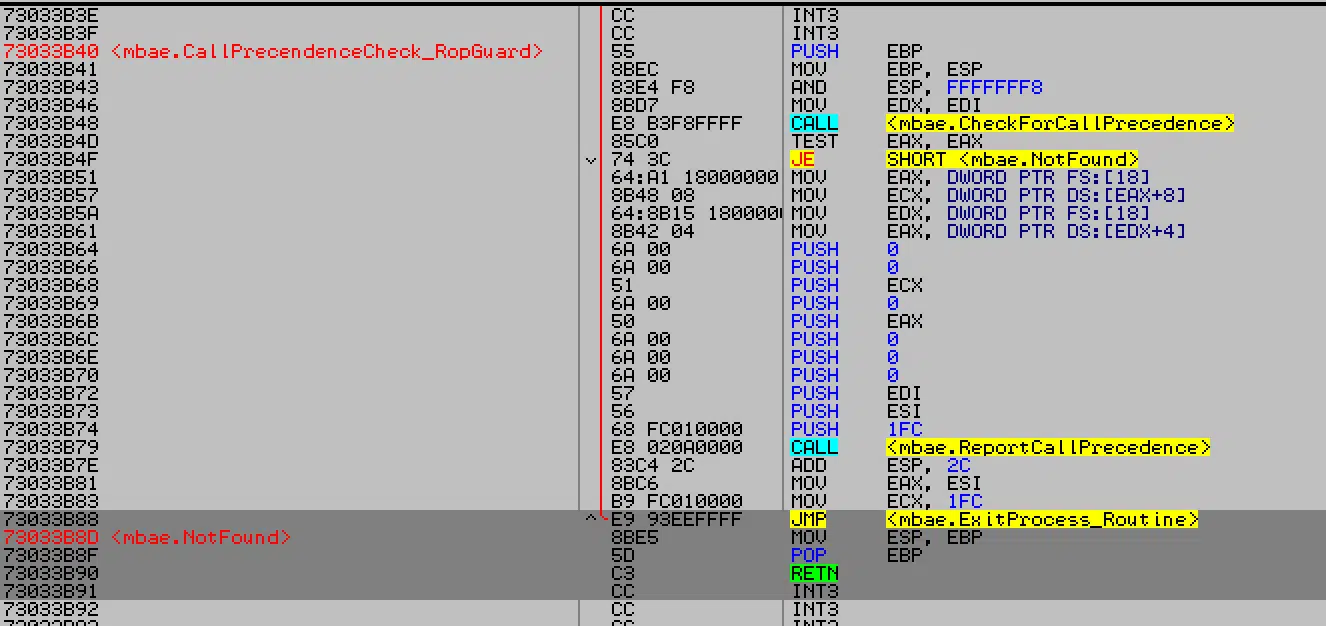 73033B3E CC INT3
73033B3F CC INT3
73033B40 <mbae.CallPrecendenceCheck_RopGuard> 55 PUSH EBP
73033B41 8BEC MOV EBP, ESP
73033B43 83E4 F8 AND ESP, FFFFFFF8
73033B46 8BD7 MOV EDX, EDI
73033B48 E8 B3F8FFFF CALL <mbae.CheckForCallPrecedence>
73033B4D 85C0 TEST EAX, EAX
73033B4F 74 3C JE SHORT <mbae.NotFound>
73033B51 64:A1 18000000 MOV EAX, DWORD PTR FS:[18]
73033B57 8B48 08 MOV ECX, DWORD PTR DS:[EAX+8]
73033B5A 64:8B15 1800000 MOV EDX, DWORD PTR FS:[18]
73033B61 8B42 04 MOV EAX, DWORD PTR DS:[EDX+4]
73033B64 6A 00 PUSH 0
73033B66 6A 00 PUSH 0
73033B68 51 PUSH ECX
73033B69 6A 00 PUSH 0
73033B6B 50 PUSH EAX
73033B6C 6A 00 PUSH 0
73033B6E 6A 00 PUSH 0
73033B70 6A 00 PUSH 0
73033B72 57 PUSH EDI
73033B73 56 PUSH ESI
73033B74 68 FC010000 PUSH 1FC
73033B79 E8 020A0000 CALL <mbae.ReportCallPrecedence>
73033B7E 83C4 2C ADD ESP, 2C
73033B81 8BC6 MOV EAX, ESI
73033B83 B9 FC010000 MOV ECX, 1FC
73033B88 E9 93EEFFFF JMP <mbae.ExitProcess_Routine>
73033B8D <mbae.NotFound> 8BE5 MOV ESP, EBP
73033B8F 5D POP EBP
73033B90 C3 RETN
73033B91 CC INT3
73033B92 CC INT3